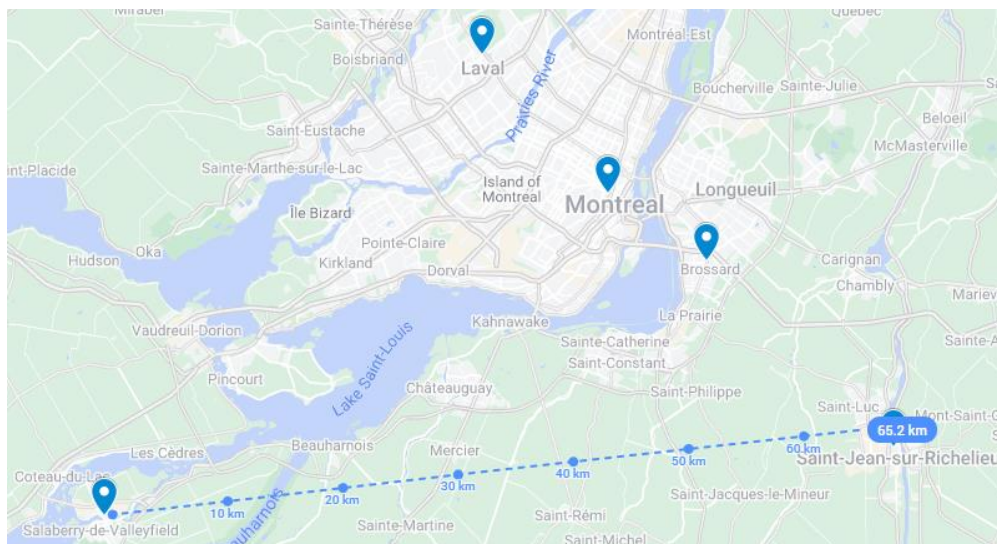 Mirabel
Sainte-Thérèse
Québec
Montréal-Est
Boisbriand
Laval
Boucherville
Sainte-Julie
Prairies River
Beloeil
Saint-Eustache
McMasterville
Sainte-Marthe-sur-le-Lac
nt-Placide
Island of
Montreal
Longueuil
Montreal
Île Bizard
Pointe-Claire
Oka
Hudson
Kirkland
Dorval
Brossard
Carignan
Chambly
Mariev
La Prairie
Kahnawake
Vaudreuil-Dorion
Sainte-Catherine
Sainte-A
Saint-Constant
Pincourt
Lake Saint-Louis
Châteauguay
Saint-Philippe
Saint-Luc
Mont-Saint-G
65.2 km
Beauharnois
Mercier
60 km
Les Cèdres
50 km
Saint-Jean-sur-Richelieu
40 km
30 km
Coteau-du-Lac
20 km
10 km
Saint-Jacques-le-Mineur
Salaberry-de-Valleyfield
auharnois
Sainte-Martine
Saint-Rémi
Saint-Michel